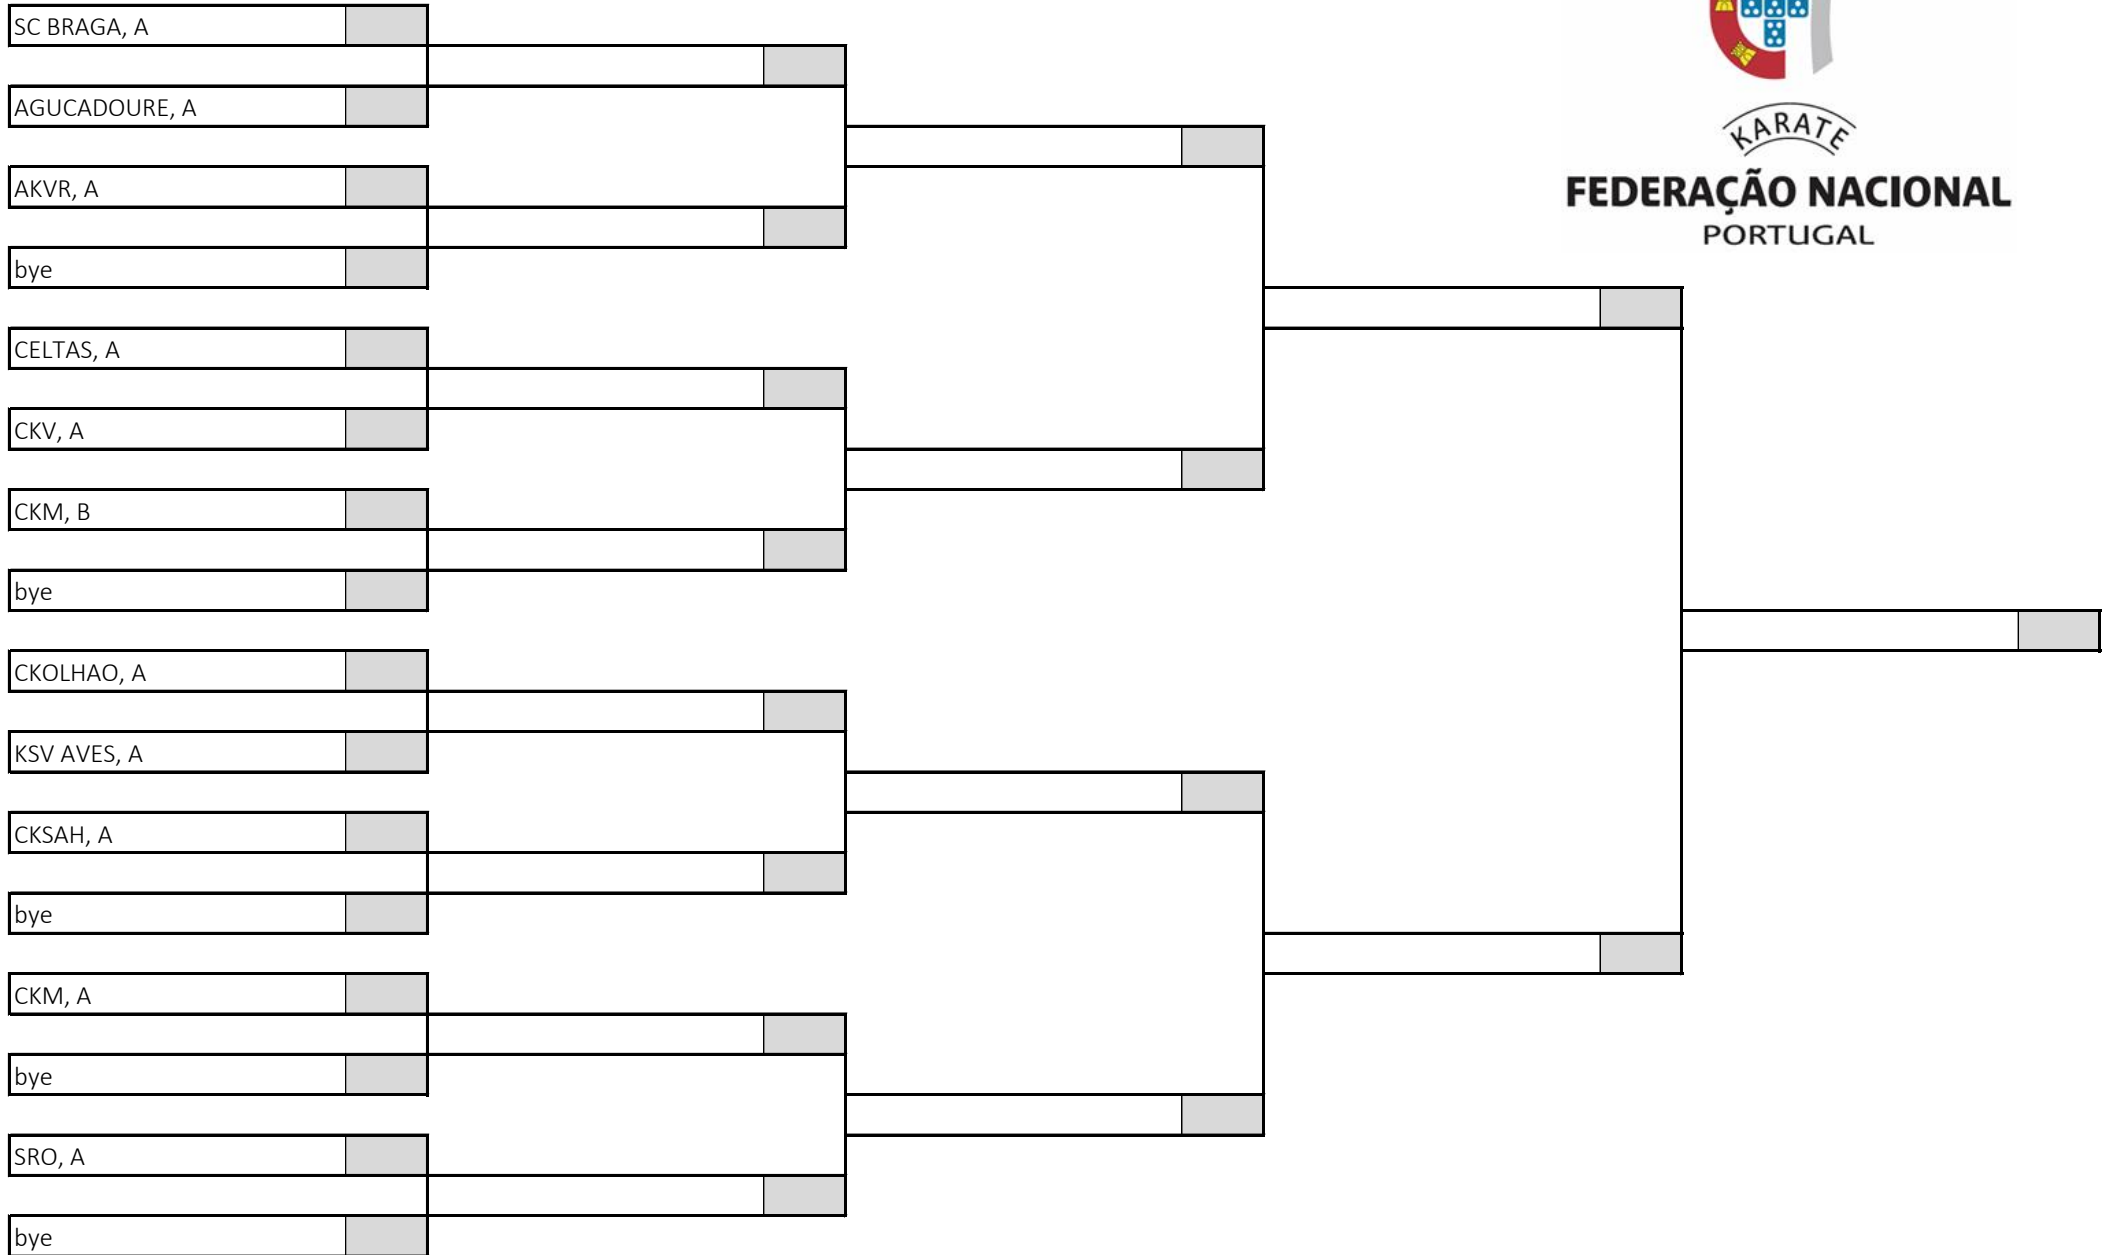 SC BRAGA, A
AGUCADOURE, A
AKVR, A
bye
CELTAS, A
CKV, A
CKM, B
bye
CKOLHAO, A
KSV AVES, A
CKSAH, A
bye
CKM, A
bye
SRO, A
bye
KARATE
FEDERAÇÃO NACIONAL
PORTUGAL